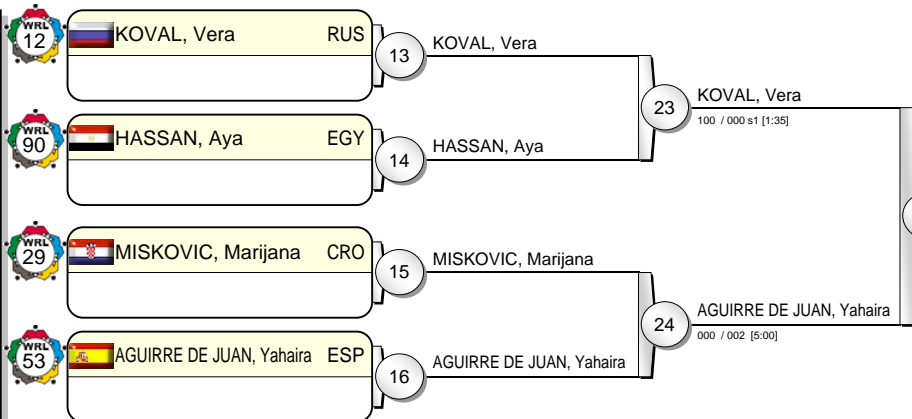 WRL
12
KOVAL, Vera RUS
13
KOVAL, Vera
23
KOVAL, Vera
100 / 000 s1 [1:35]
WRL
90
HASSAN, Aya EGY
14
HASSAN, Aya
WRL
29
MISKOVIC, Marijana CRO
15
MISKOVIC, Marijana
24
AGUIRRE DE JUAN, Yahaira
000 / 002 [5:00]
WRL
53
AGUIRRE DE JUAN, Yahaira ESP
16
AGUIRRE DE JUAN, Yahaira